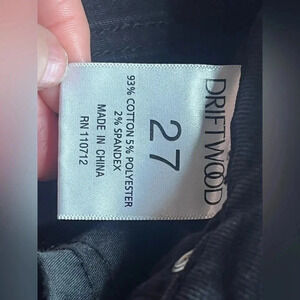 DRIFTWOOD
27
93% COTTON 5% POLYESTER
2% SPANDEX
MADE IN CHINA
RN 110712